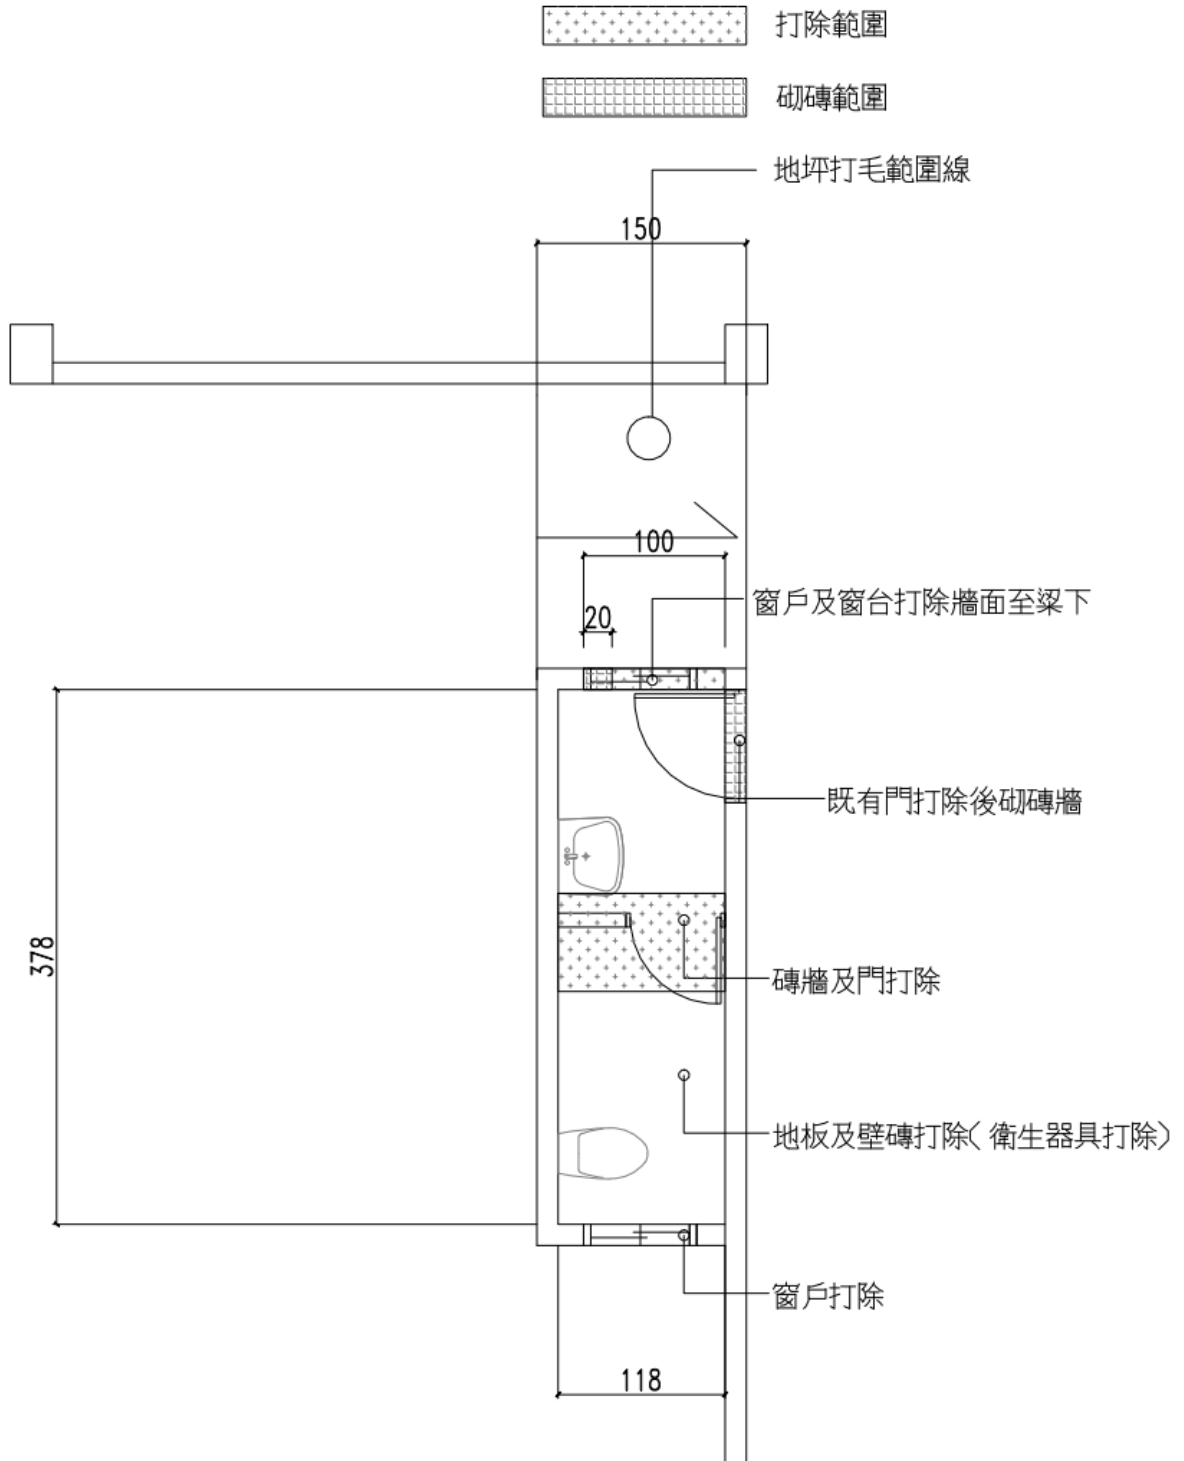 打除範圍
砌磚範圍
地坪打毛範圍線
150
100
窗戶及窗台打除牆面至梁下
20
既有門打除後砌磚牆
378
磚牆及門打除
地板及壁磚打除(衛生器具打除)
窗戶打除
118